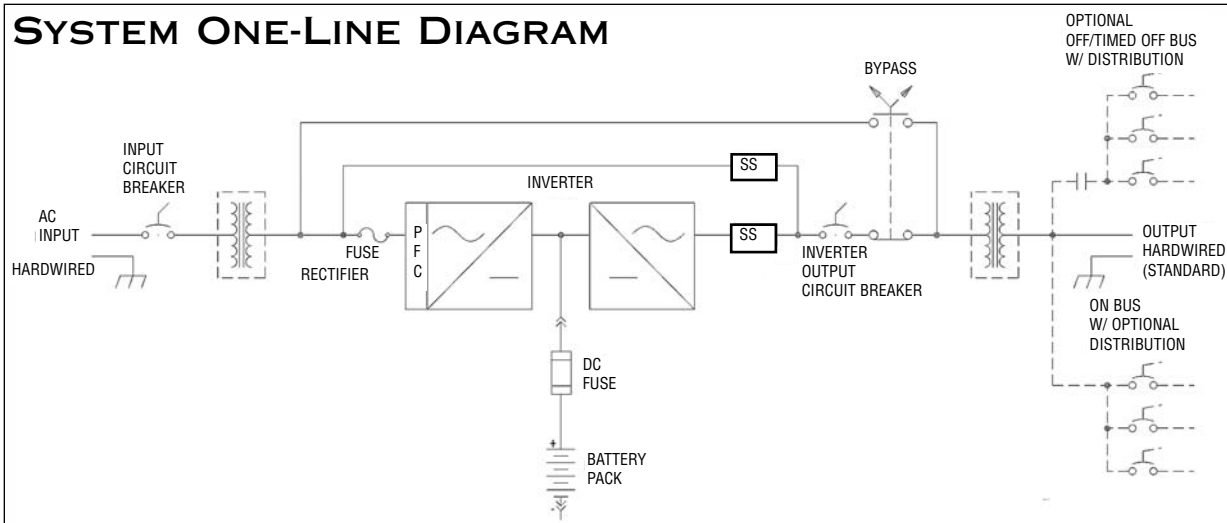 SYSTEM ONE-LINE DIAGRAM
OPTIONAL
OFF/TIMED OFF BUS
W/ DISTRIBUTION
BYPASS
INPUT
CIRCUIT
BREAKER
SS
INVERTER
AC
INPUT
HARDWIRED
FUSE
RECTIFIER
P
F
C
SS
INVERTER
OUTPUT
CIRCUIT BREAKER
OUTPUT
HARDWIRED
(STANDARD)
ON BUS
W/ OPTIONAL
DISTRIBUTION
DC
FUSE
+
BATTERY
PACK
-